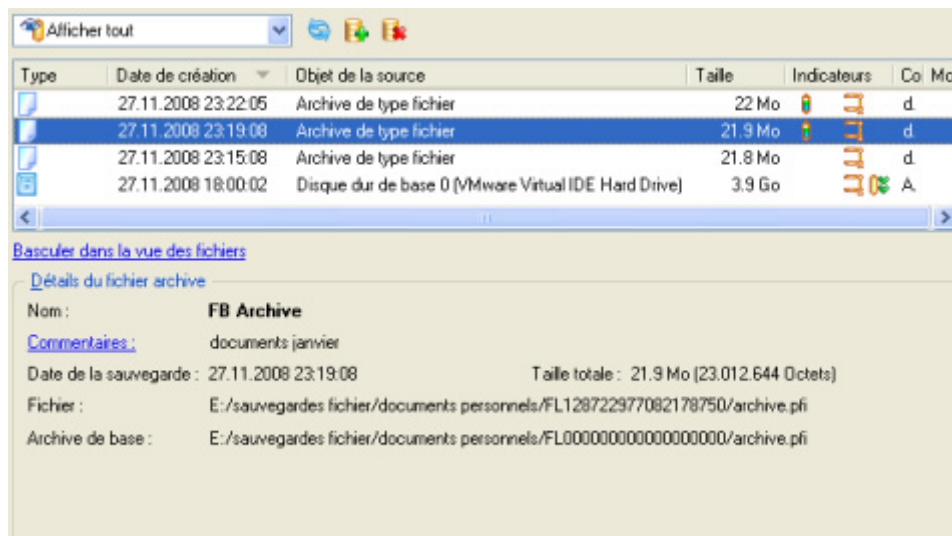 Afficher tout
Type Date de création Objet de la source Taille Indicateurs Co Mo
27.11.2008 23:22:05 Archive de type fichier 22 Mo d.
27.11.2008 23:19:08 Archive de type fichier 21.9 Mo d.
27.11.2008 23:15:08 Archive de type fichier 21.8 Mo d.
27.11.2008 18:00:02 Disque dur de base 0 (VMware Virtual IDE Hard Drive) 3.9 Go A.
Basculer dans la vue des fichiers
Détails du fichier archive
Nom : FB Archive
Commentaires : documents janvier
Date de la sauvegarde : 27.11.2008 23:19:08 Taille totale : 21.9 Mo (23.012.644 Octets)
Fichier : E:/sauvegardes fichier/documents personnels/FL128722977082178750/archive.pfi
Archive de base : E:/sauvegardes fichier/documents personnels/FL000000000000000000/archive.pfi